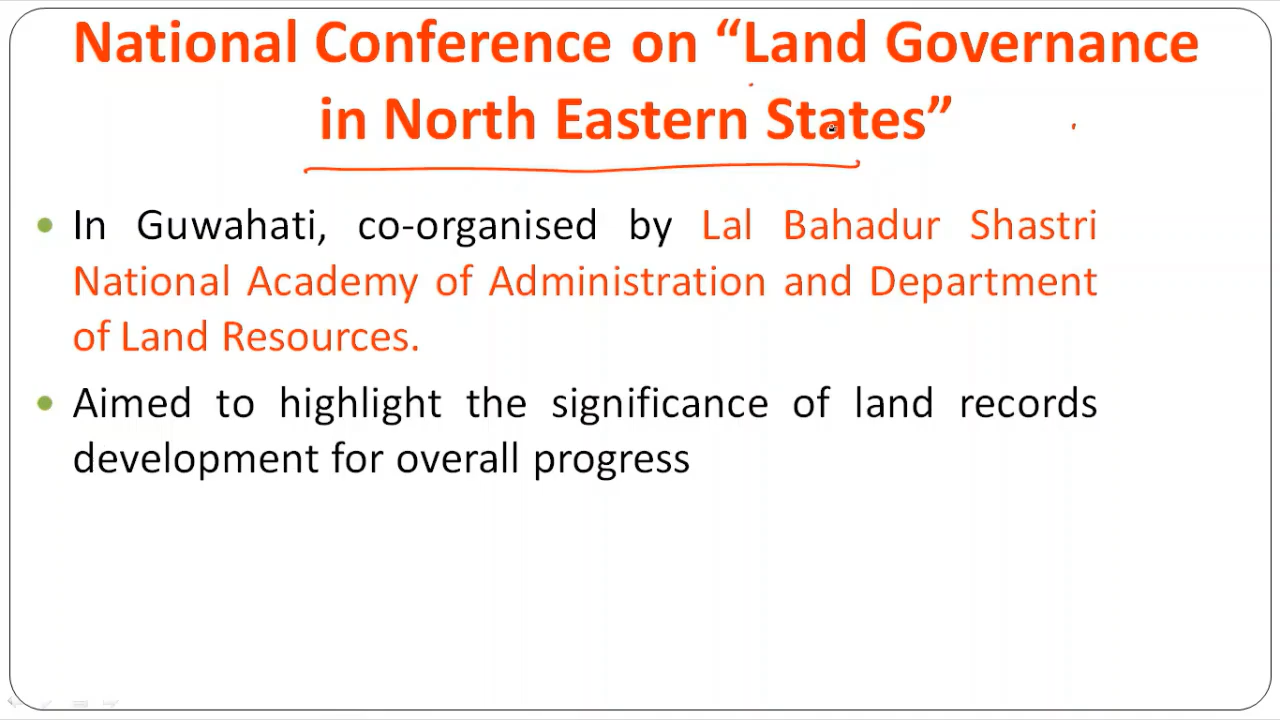 National Conference on “Land Governance
in North Eastern States”
• In Guwahati, co-organised by Lal Bahadur Shastri
National Academy of Administration and Department
of Land Resources.
• Aimed to highlight the significance of land records
development for overall progress